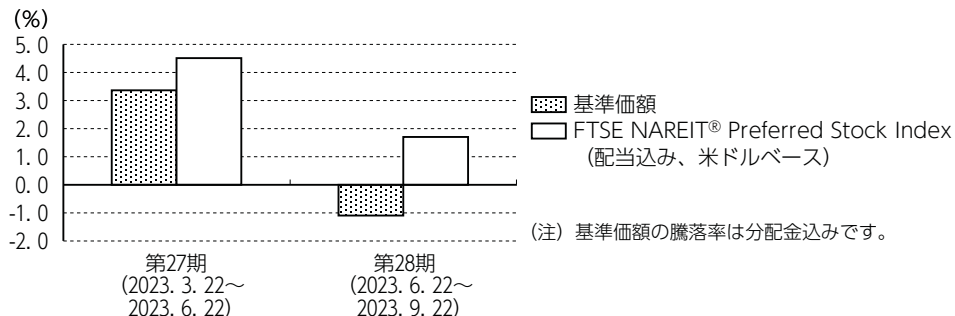 (%)
5.0
4.0
3.0
2.0
1.0
0.0
-1.0
-2.0
第27期
(2023. 3. 22～
2023. 6. 22)
第28期
(2023. 6. 22～
2023. 9. 22)
基準価額
FTSE NAREIT® Preferred Stock Index
（配当込み、米ドルベース）
（注）基準価額の騰落率は分配金込みです。